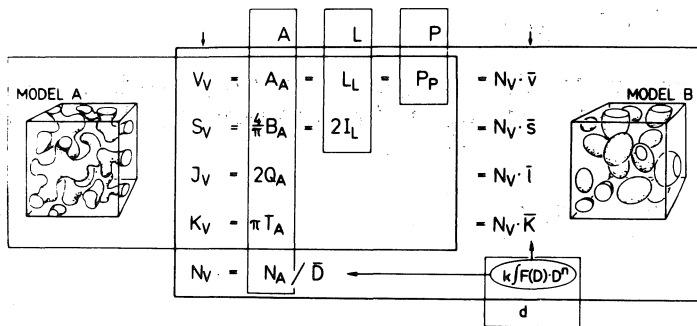 A L P
V_V = A_A = L_L = P_P = N_V · v̄
MODEL A
MODEL B
S_V = 4/π B_A = 2I_L = N_V · s̄
J_V = 2Q_A = N_V · l̄
K_V = π T_A = N_V · K̄
N_V = N_A / D̄
k∫F(D)·Dⁿ
d